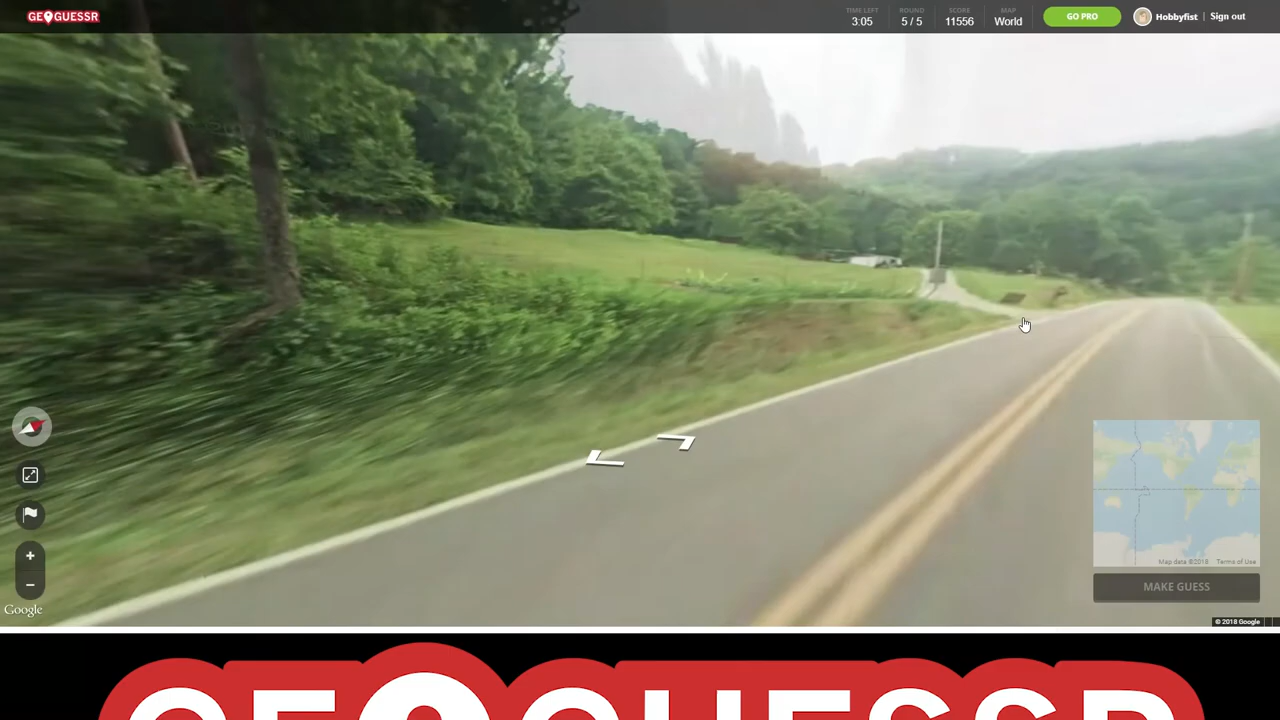 GEOGUESSR
TIME LEFT
3:05
ROUND
5 / 5
SCORE
11556
MAP
World
GO PRO
Hobbyfist | Sign out
Map data ©2018 Terms of Use
MAKE GUESS
Google
© 2018 Google
GEOGUESSR